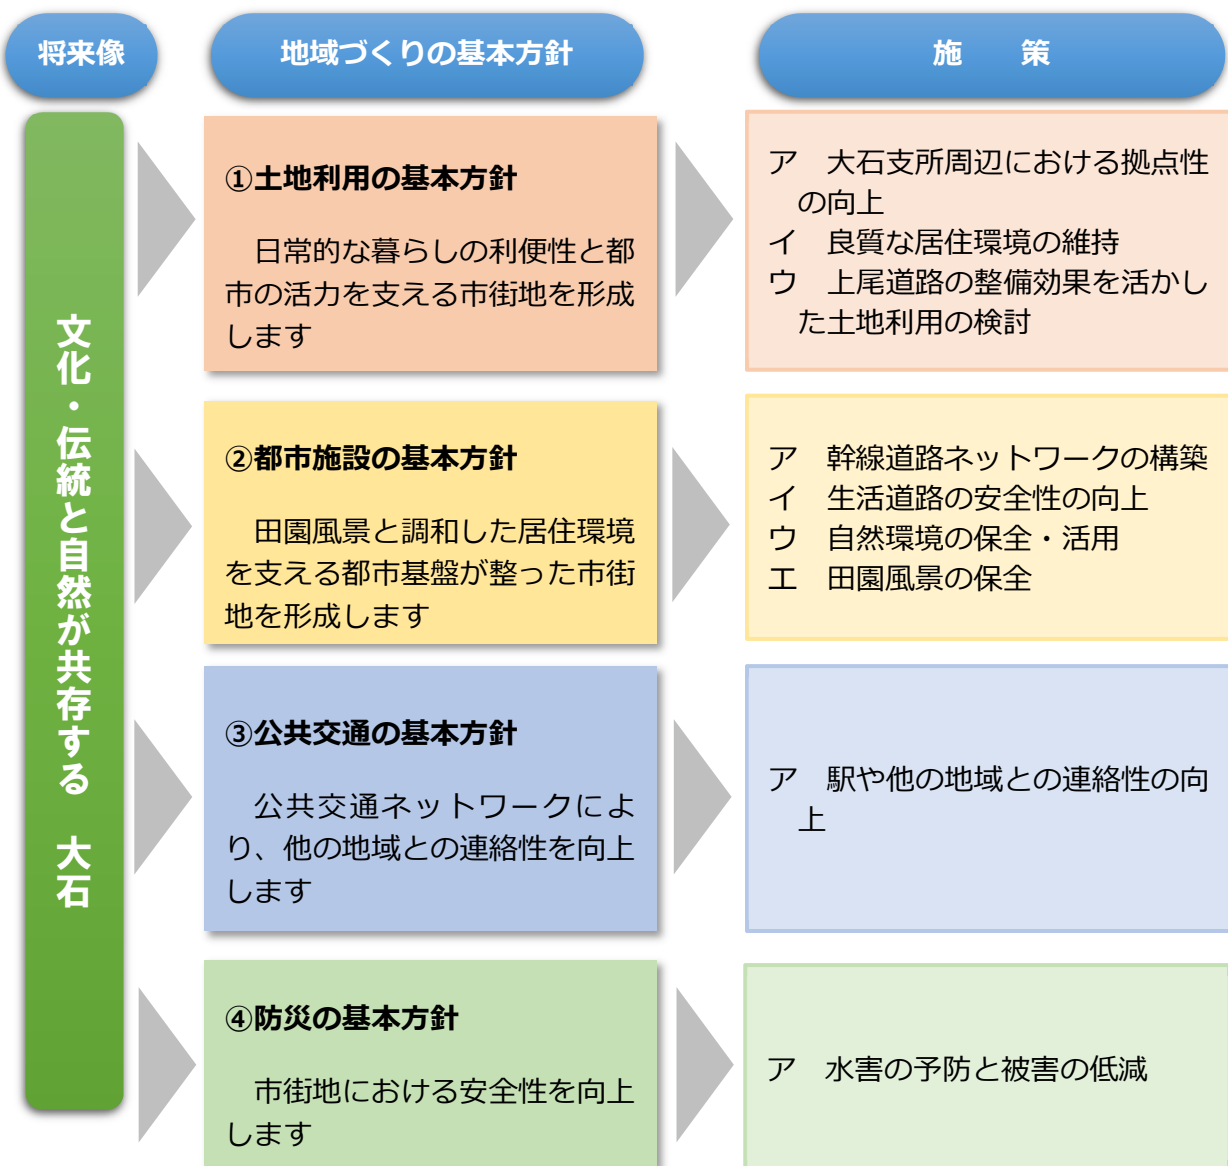 将来像
地域づくりの基本方針
施　　策
文化・伝統と自然が共存する　大石
①土地利用の基本方針
　日常的な暮らしの利便性と都
市の活力を支える市街地を形成
します
ア　大石支所周辺における拠点性
の向上
イ　良質な居住環境の維持
ウ　上尾道路の整備効果を活かし
た土地利用の検討
②都市施設の基本方針
　田園風景と調和した居住環境
を支える都市基盤が整った市街
地を形成します
ア　幹線道路ネットワークの構築
イ　生活道路の安全性の向上
ウ　自然環境の保全・活用
エ　田園風景の保全
③公共交通の基本方針
　公共交通ネットワークによ
り、他の地域との連絡性を向上
します
ア　駅や他の地域との連絡性の向
上
④防災の基本方針
　市街地における安全性を向上
します
ア　水害の予防と被害の低減